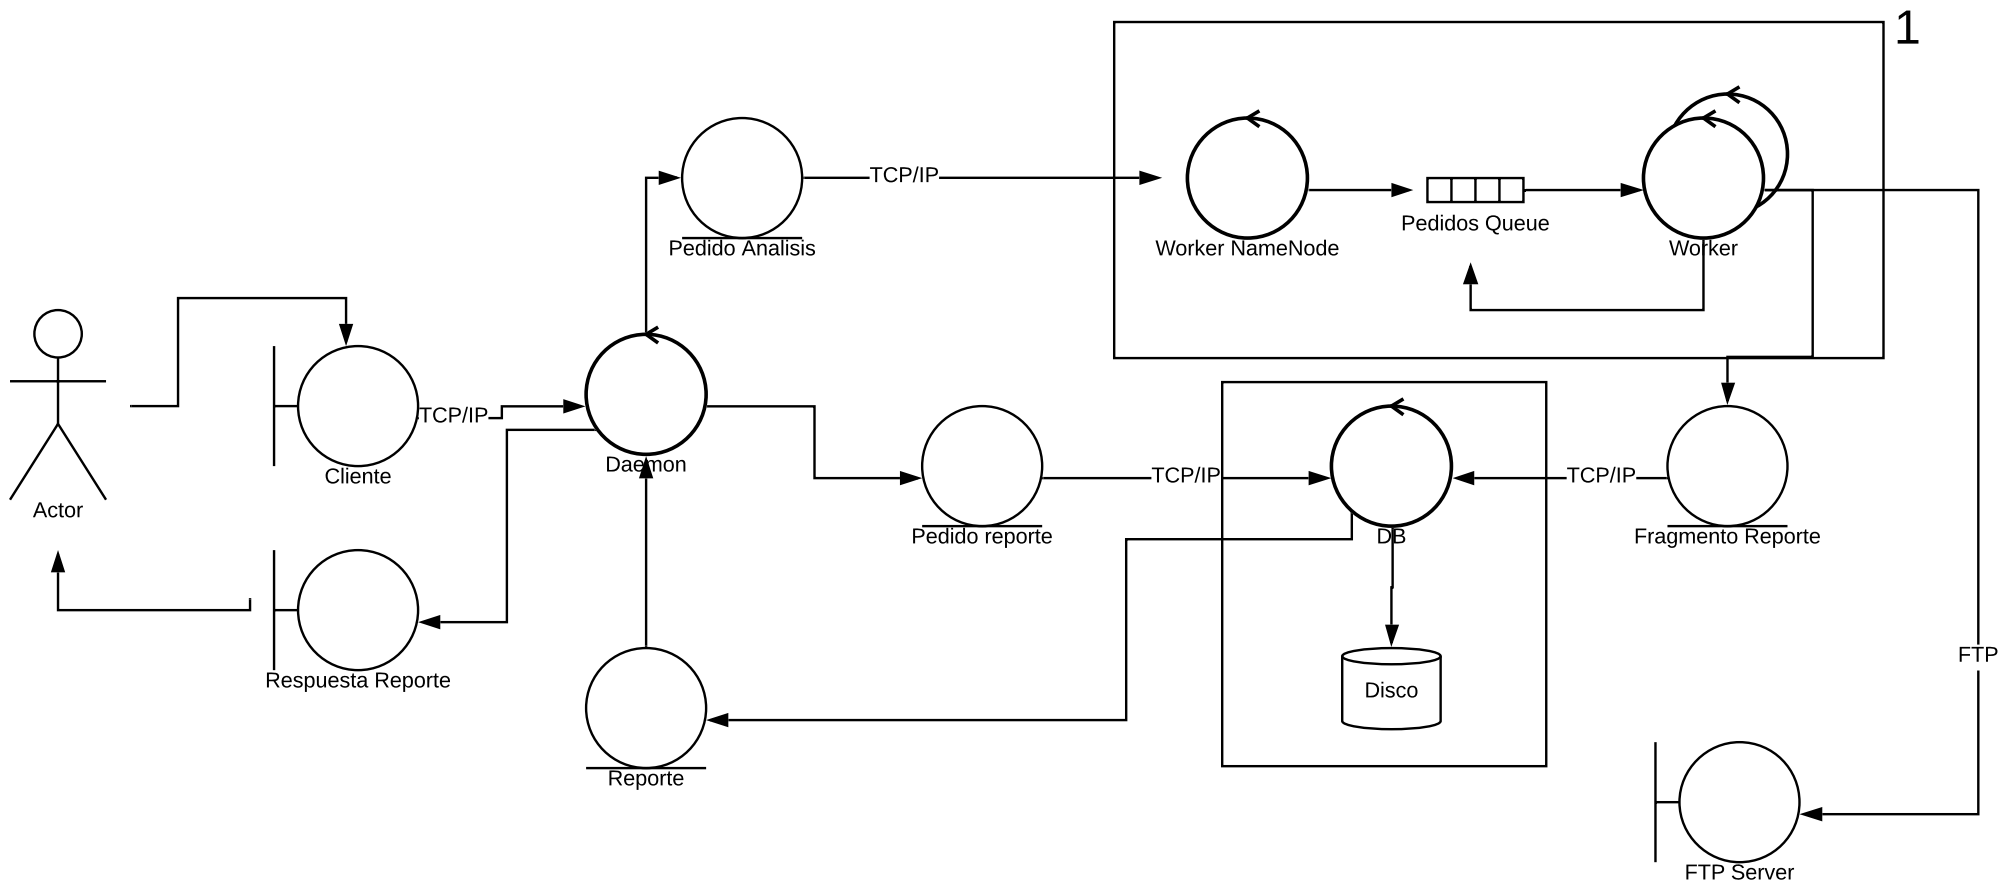 1
TCP/IP
Pedidos Queue
Pedido Analisis
Worker NameNode
Worker
TCP/IP
Daemon
Cliente
TCP/IP
TCP/IP
Actor
Pedido reporte
DB
Fragmento Reporte
FTP
Respuesta Reporte
Disco
Reporte
FTP Server